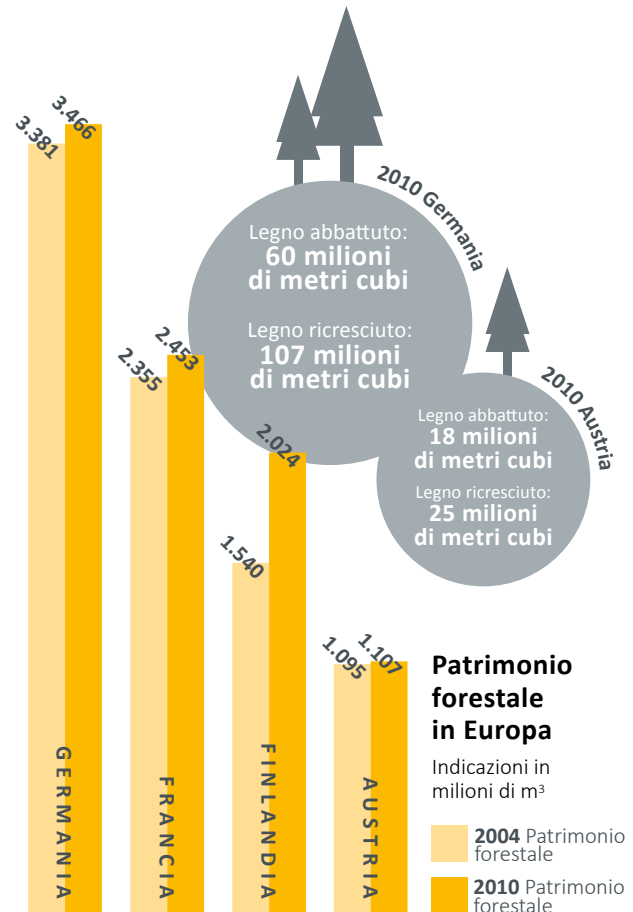 3.381
3.466
2.355
2.453
1.540
2.024
1.095
1.107
GERMANIA
FRANCIA
FINLANDIA
AUSTRIA
2010 Germania
Legno abbattuto:
60 milioni
di metri cubi
Legno ricresciuto:
107 milioni
di metri cubi
2010 Austria
Legno abbattuto:
18 milioni
di metri cubi
Legno ricresciuto:
25 milioni
di metri cubi
Patrimonio
forestale
in Europa
Indicazioni in
milioni di m³
2004 Patrimonio
forestale
2010 Patrimonio
forestale